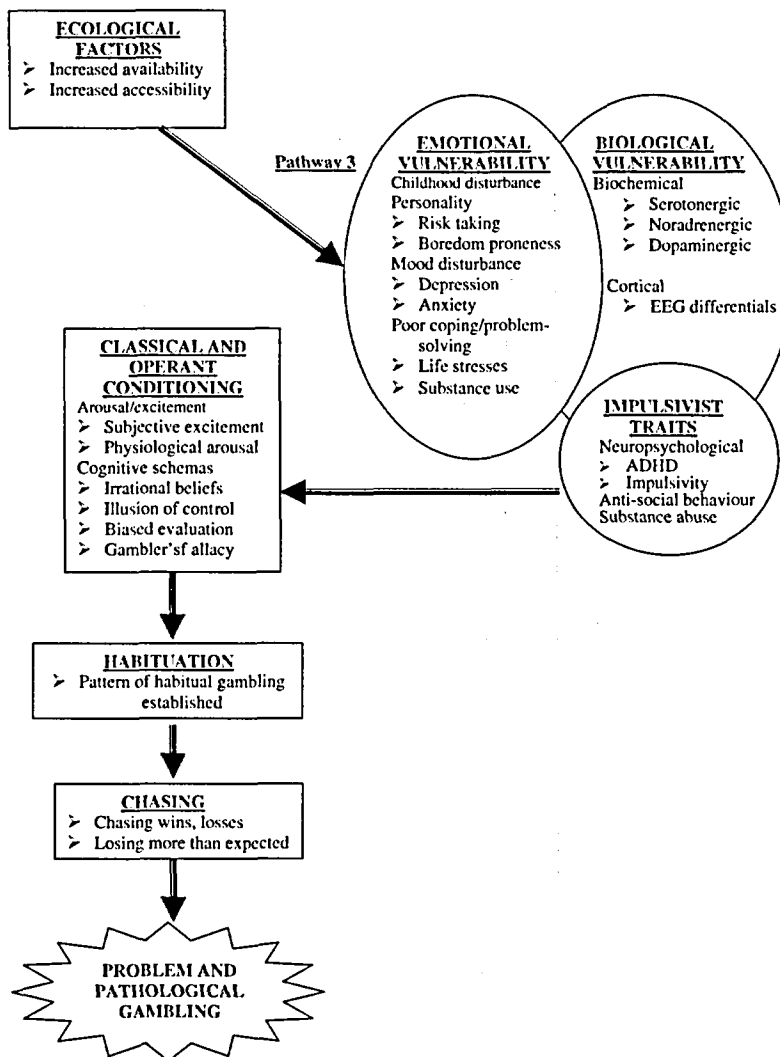 ECOLOGICAL
FACTORS
➢ Increased availability
➢ Increased accessibility
Pathway 3
EMOTIONAL
VULNERABILITY
Childhood disturbance
Personality
➢ Risk taking
➢ Boredom proneness
Mood disturbance
➢ Depression
➢ Anxiety
Poor coping/problem-
solving
➢ Life stresses
➢ Substance use
BIOLOGICAL
VULNERABILITY
Biochemical
➢ Serotonergic
➢ Noradrenergic
➢ Dopaminergic
Cortical
➢ EEG differentials
IMPULSIVIST
TRAITS
Neuropsychological
➢ ADHD
➢ Impulsivity
Anti-social behaviour
Substance abuse
CLASSICAL AND
OPERANT
CONDITIONING
Arousal/excitement
➢ Subjective excitement
➢ Physiological arousal
Cognitive schemas
➢ Irrational beliefs
➢ Illusion of control
➢ Biased evaluation
➢ Gambler'sf allacy
HABITUATION
➢ Pattern of habitual gambling
established
CHASING
➢ Chasing wins, losses
➢ Losing more than expected
PROBLEM AND
PATHOLOGICAL
GAMBLING